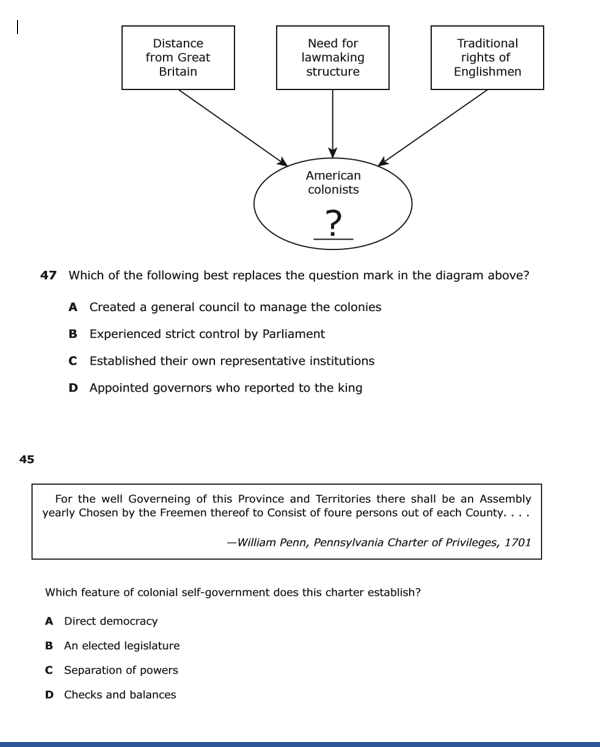 Distance
from Great
Britain
Need for
lawmaking
structure
Traditional
rights of
Englishmen
American
colonists
?
47 Which of the following best replaces the question mark in the diagram above?
A Created a general council to manage the colonies
B Experienced strict control by Parliament
C Established their own representative institutions
D Appointed governors who reported to the king
45
For the well Governeing of this Province and Territories there shall be an Assembly
yearly Chosen by the Freemen thereof to Consist of foure persons out of each County. . . .
—William Penn, Pennsylvania Charter of Privileges, 1701
Which feature of colonial self-government does this charter establish?
A Direct democracy
B An elected legislature
C Separation of powers
D Checks and balances